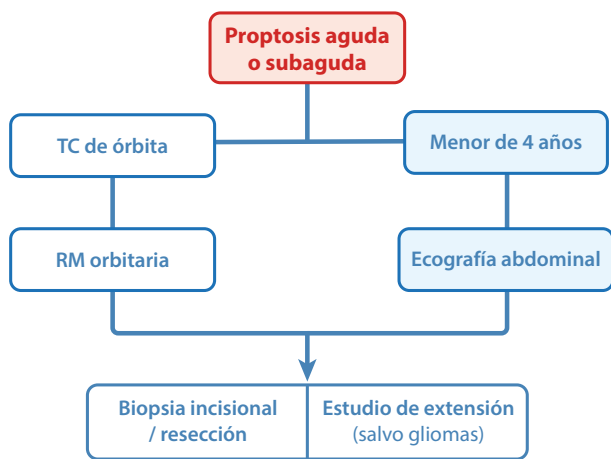 Proptosis aguda
o subaguda
TC de órbita
Menor de 4 años
RM orbitaria
Ecografía abdominal
Biopsia incisional
/ resección
Estudio de extensión
(salvo gliomas)